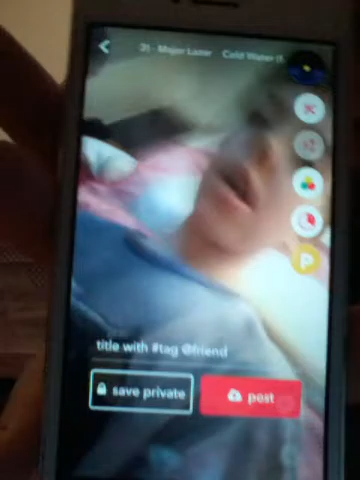 Major Lazer Cold Water (f
title with #tag @friend
save private
post
P